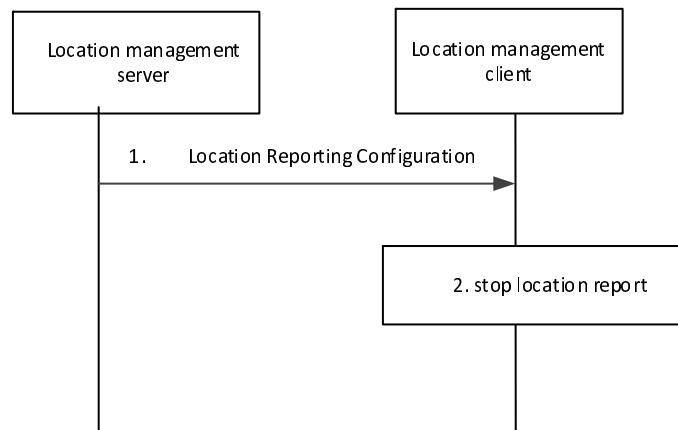 Location management
server
Location management
client
1. Location Reporting Configuration
2. stop location report